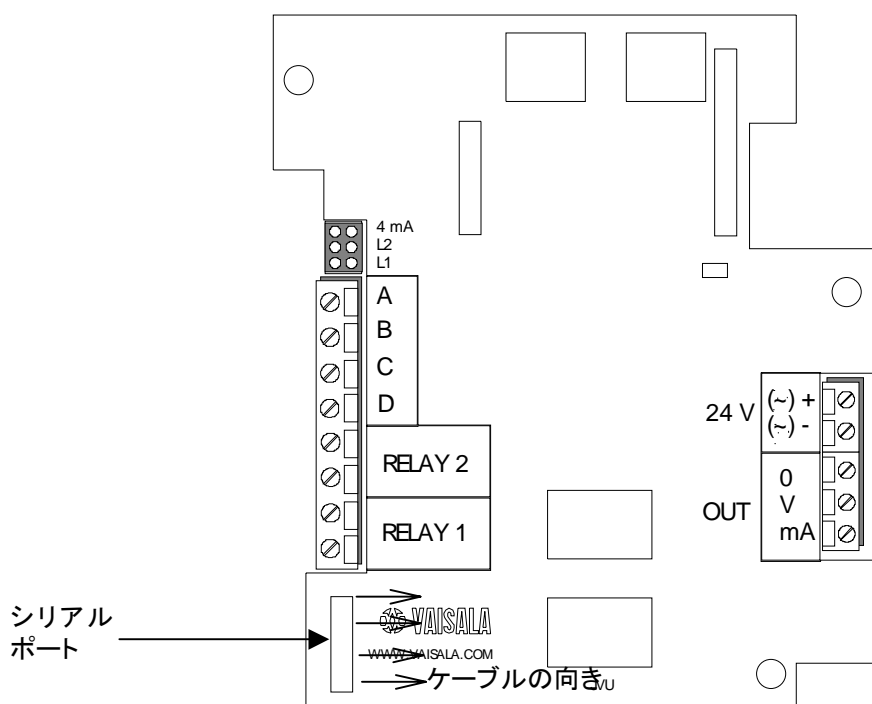 4 mA
L2
L1
A
B
C
D
RELAY 2
RELAY 1
24 V
(~) +
(~) -
OUT
0
V
mA
シリアル
ポート
VAISALA
WWW.VAISALA.COM
ケーブルの向き